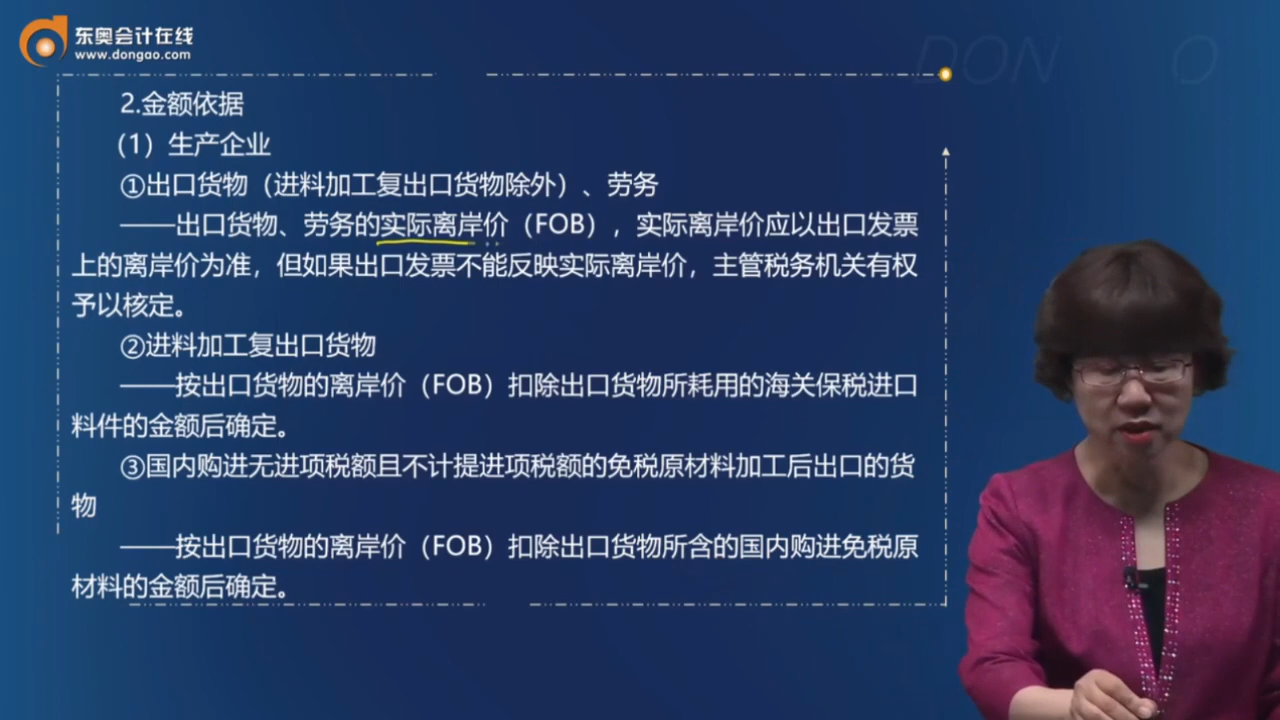 东奥会计在线
www.dongao.com
DON O
2.金额依据
（1）生产企业
①出口货物（进料加工复出口货物除外）、劳务
——出口货物、劳务的实际离岸价（FOB），实际离岸价应以出口发票
上的离岸价为准，但如果出口发票不能反映实际离岸价，主管税务机关有权
予以核定。
②进料加工复出口货物
——按出口货物的离岸价（FOB）扣除出口货物所耗用的海关保税进口
料件的金额后确定。
③国内购进无进项税额且不计提进项税额的免税原材料加工后出口的货
物
——按出口货物的离岸价（FOB）扣除出口货物所含的国内购进免税原
材料的金额后确定。